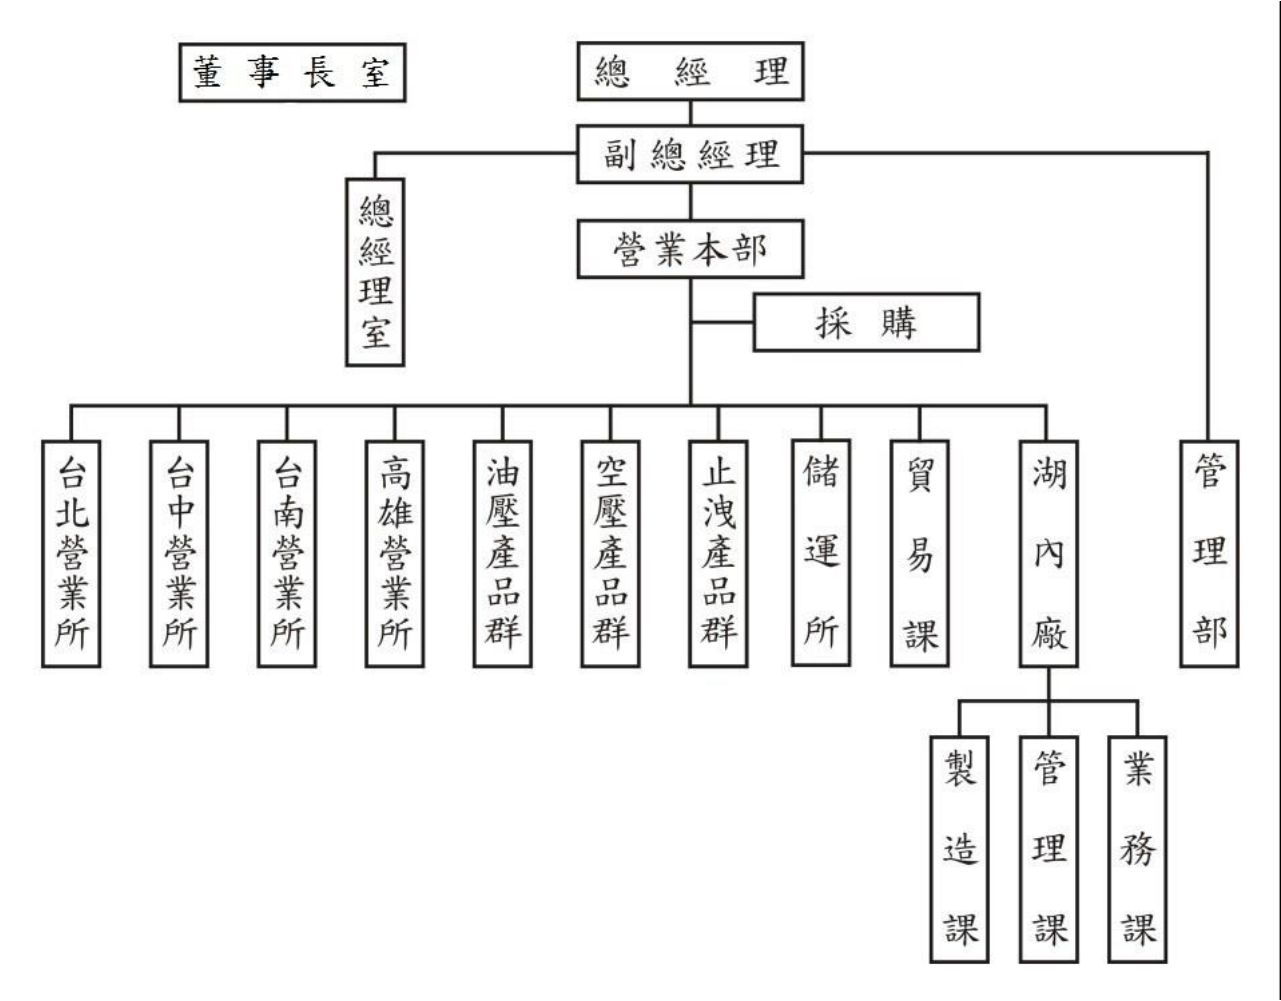 董事長室
總經理
副總經理
總經理室
營業本部
採購
台北營業所
台中營業所
台南營業所
高雄營業所
油壓產品群
空壓產品群
止洩產品群
儲運所
貿易課
湖內廠
管理部
製造課
管理課
業務課